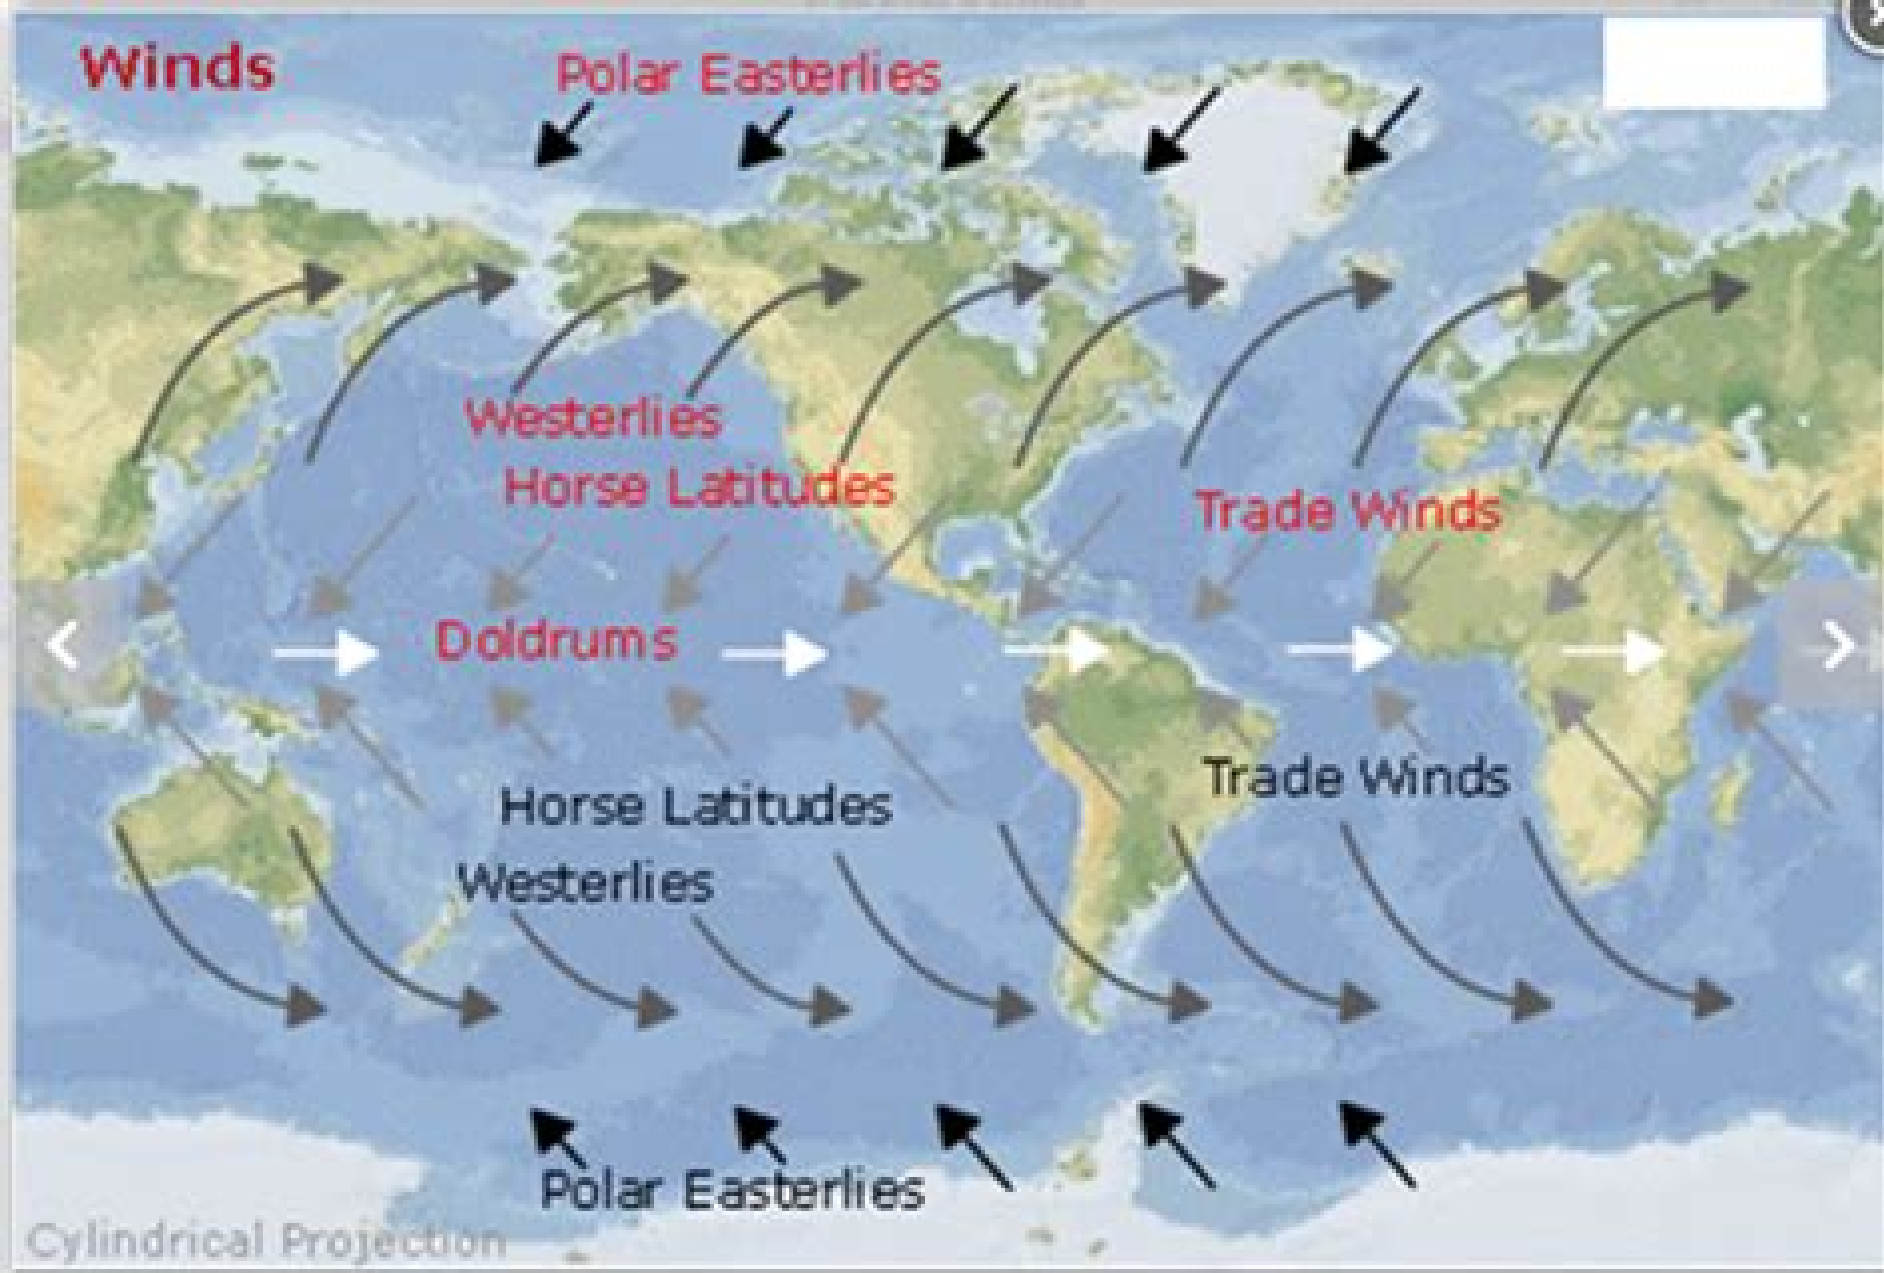 Winds
Polar Easterlies
Westerlies
Horse Latitudes
Trade Winds
Doldrums
Trade Winds
Horse Latitudes
Westerlies
Polar Easterlies
Cylindrical Projection